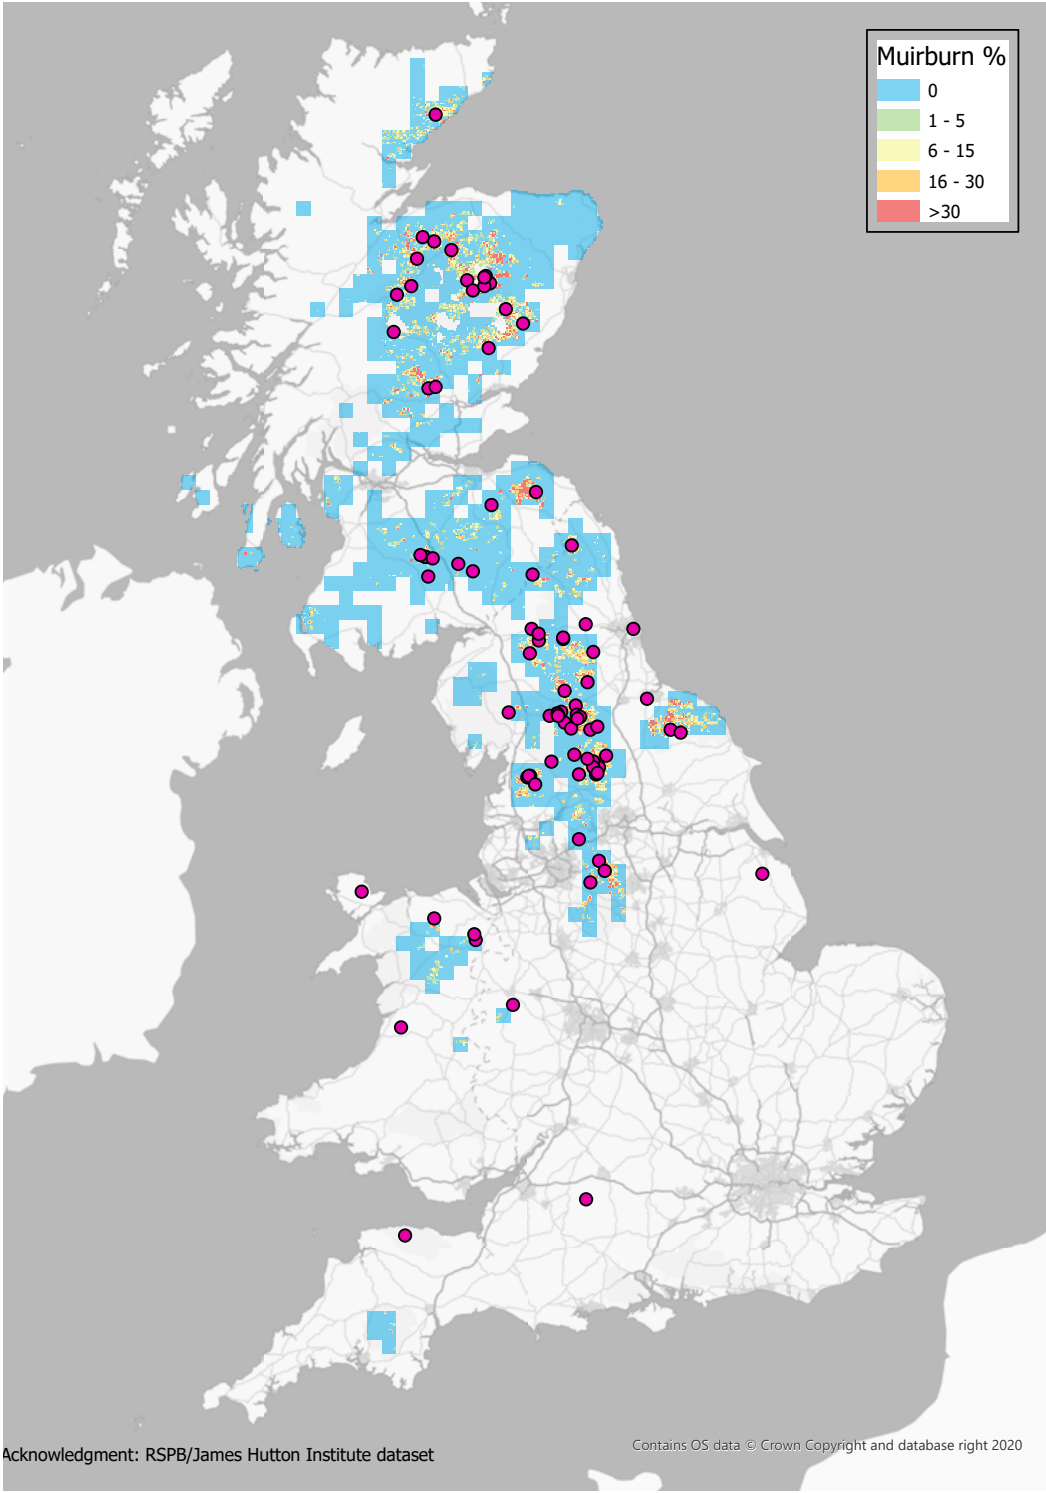 Muirburn %
0
1 - 5
6 - 15
16 - 30
>30
Acknowledgment: RSPB/James Hutton Institute dataset
Contains OS data © Crown Copyright and database right 2020